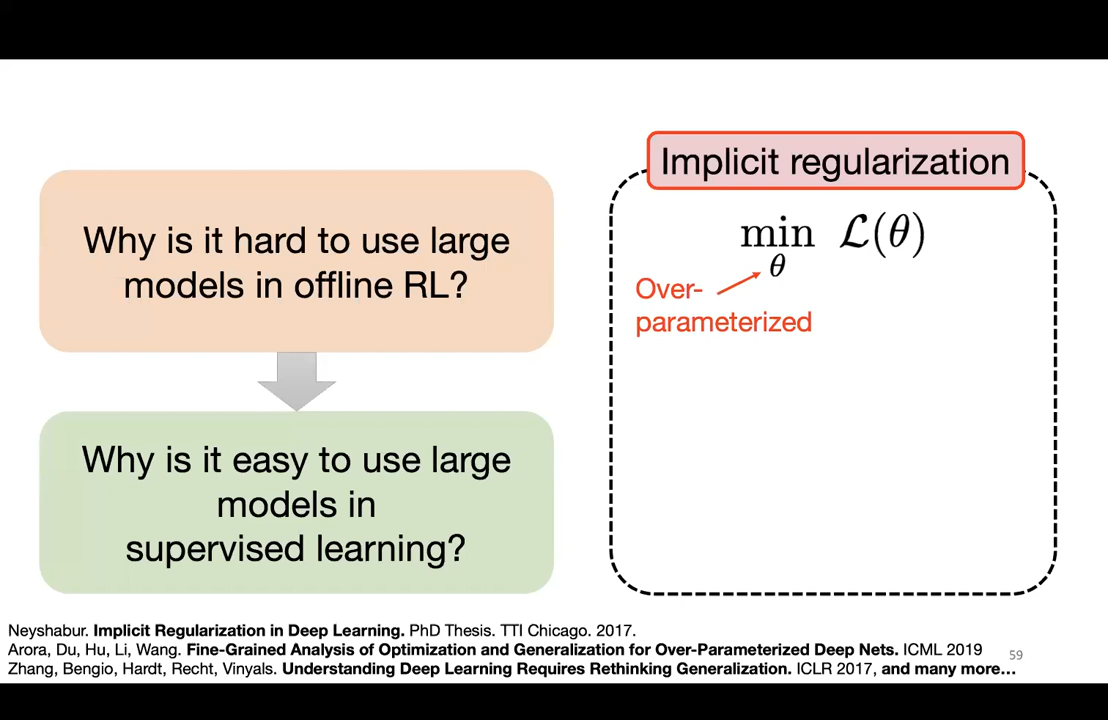 Why is it hard to use large
models in offline RL?
Why is it easy to use large
models in
supervised learning?
Implicit regularization
min ℒ(θ)
θ
Over-
parameterized
Neyshabur. Implicit Regularization in Deep Learning. PhD Thesis. TTI Chicago. 2017.
Arora, Du, Hu, Li, Wang. Fine-Grained Analysis of Optimization and Generalization for Over-Parameterized Deep Nets. ICML 2019
Zhang, Bengio, Hardt, Recht, Vinyals. Understanding Deep Learning Requires Rethinking Generalization. ICLR 2017, and many more...
59